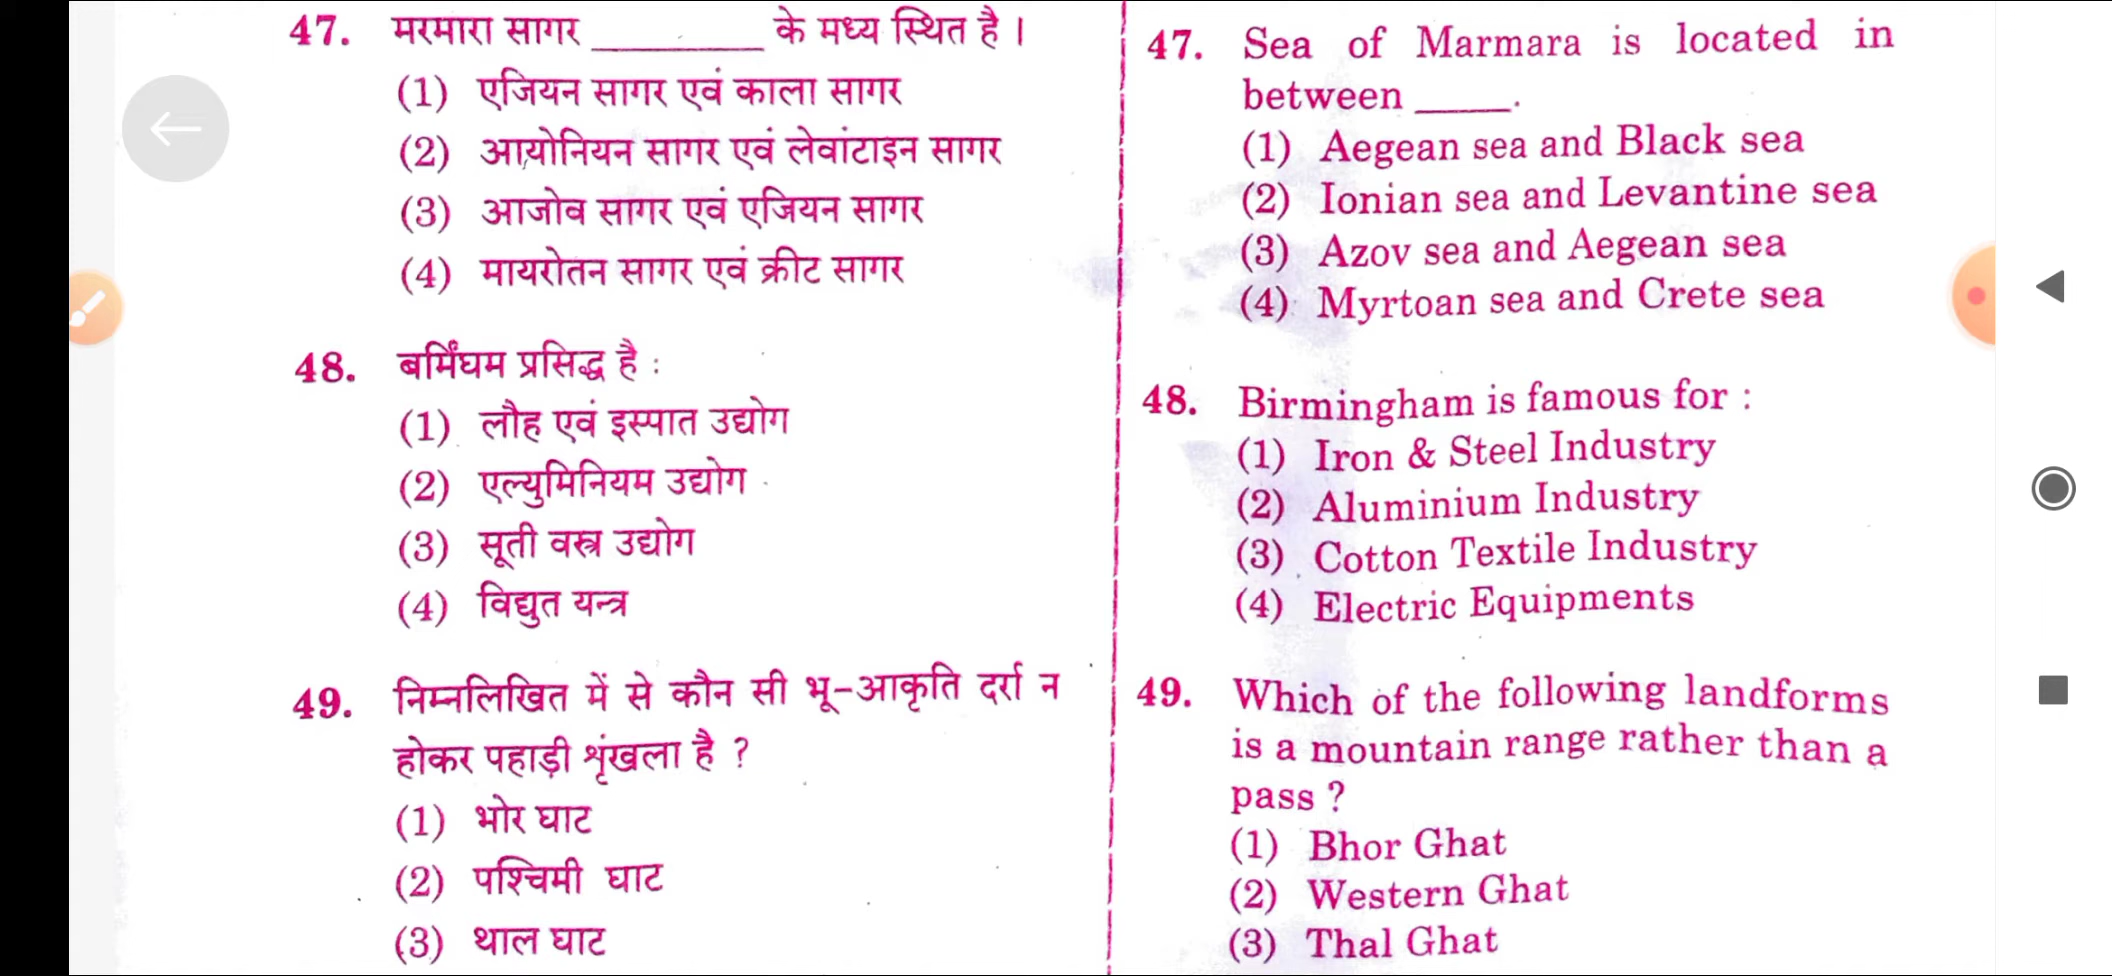 47. मरमारा सागर ________ के मध्य स्थित है ।
(1) एजियन सागर एवं काला सागर
(2) आयोनियन सागर एवं लेवांटाइन सागर
(3) आजोव सागर एवं एजियन सागर
(4) मायरोतन सागर एवं क्रीट सागर
48. बर्मिंघम प्रसिद्ध है :
(1) लौह एवं इस्पात उद्योग
(2) एल्युमिनियम उद्योग
(3) सूती वस्त्र उद्योग
(4) विद्युत यन्त्र
49. निम्नलिखित में से कौन सी भू-आकृति दर्रा न
होकर पहाड़ी शृंखला है ?
(1) भोर घाट
(2) पश्चिमी घाट
(3) थाल घाट
47. Sea of Marmara is located in
between _____.
(1) Aegean sea and Black sea
(2) Ionian sea and Levantine sea
(3) Azov sea and Aegean sea
(4) Myrtoan sea and Crete sea
48. Birmingham is famous for :
(1) Iron & Steel Industry
(2) Aluminium Industry
(3) Cotton Textile Industry
(4) Electric Equipments
49. Which of the following landforms
is a mountain range rather than a
pass ?
(1) Bhor Ghat
(2) Western Ghat
(3) Thal Ghat